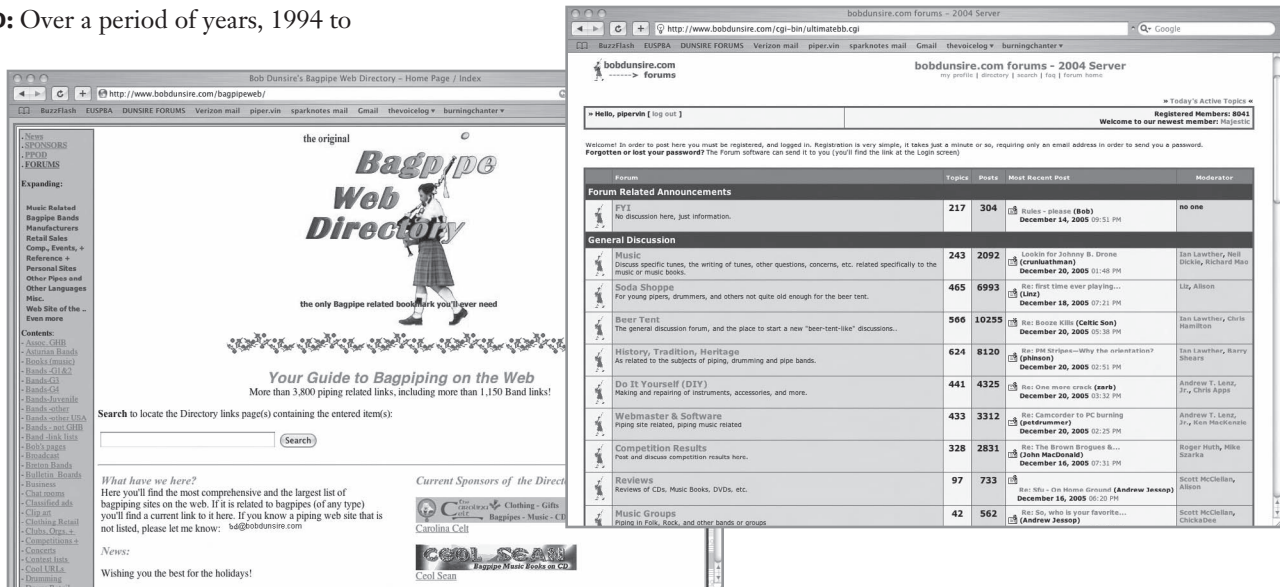 D: Over a period of years, 1994 to
Bob Dunsire's Bagpipe Web Directory – Home Page / Index
http://www.bobdunsire.com/bagpipeweb/
BuzzFlash EUSPBA DUNSIRE FORUMS Verizon mail piper.vin sparknotes mail Gmail thevoicelog burningchanter
News
SPONSORS
PPOD
FORUMS
Expanding:
Music Related
Bagpipe Bands
Manufacturers
Retail Sales
Comp., Events, +
Reference +
Personal Sites
Other Pipes and
Other Languages
Misc.
Web Site of the ..
Even more
Contents:
- Assoc. GHB
- Asturian Bands
- Books (music)
- Bands -G1&2
- Bands-G3
- Bands-G4
- Bands-Juvenile
- Bands -other
- Bands -other USA
- Bands - not GHB
- Band -link lists
- Bob's pages
- Broadcast
- Breton Bands
- Bulletin Boards
- Business
- Chat rooms
- Classified ads
- Clip art
- Clothing Retail
- Clubs, Orgs, +
- Competitions +
- Concerts
- Contest lists
- Cool URLs
- Drumming
the original
Bagpipe
Web
Directory
the only Bagpipe related bookmark you'll ever need
Your Guide to Bagpiping on the Web
More than 3,800 piping related links, including more than 1,150 Band links!
Search to locate the Directory links page(s) containing the entered item(s):
Search
What have we here?
Here you'll find the most comprehensive and the largest list of
bagpiping sites on the web. If it is related to bagpipes (of any type)
you'll find a current link to it here. If you know a piping web site that is
not listed, please let me know: bd@bobdunsire.com
News:
Wishing you the best for the holidays!
Current Sponsors of the Direct
The Carolina Celt Clothing - Gifts
Bagpipes - Music - CD
Carolina Celt
CEOL SEAN
Bagpipe Music Books on CD
Ceol Sean
bobdunsire.com forums – 2004 Server
http://www.bobdunsire.com/cgi-bin/ultimatebb.cgi
Google
BuzzFlash EUSPBA DUNSIRE FORUMS Verizon mail piper.vin sparknotes mail Gmail thevoicelog burningchanter
bobdunsire.com
------> forums
bobdunsire.com forums - 2004 Server
my profile | directory | search | faq | forum home
» Today's Active Topics «
» Hello, pipervin [ log out ]
Registered Members: 8041
Welcome to our newest member: Majestic
Welcome! In order to post here you must be registered, and logged in. Registration is very simple, it takes just a minute or so, requiring only an email address in order to send you a password.
Forgotten or lost your password? The Forum software can send it to you (you'll find the link at the Login screen)
Forum Topics Posts Most Recent Post Moderator
Forum Related Announcements
FYI 217 304 Rules - please (Bob) no one
No discussion here, just information. December 14, 2005 09:51 PM
General Discussion
Music 243 2092 Lookin for Johnny B. Drone Ian Lawther, Neil
Discuss specific tunes, the writing of tunes, other questions, concerns, etc. related specifically to the (crunluathman) Dickie, Richard Mao
music or music books. December 20, 2005 01:48 PM
Soda Shoppe 465 6993 Re: first time ever playing... Liz, Alison
For young pipers, drummers, and others not quite old enough for the beer tent. (Linz)
December 18, 2005 07:21 PM
Beer Tent 566 10255 Re: Booze Kills (Celtic Son) Ian Lawther, Chris
The general discussion forum, and the place to start a new "beer-tent-like" discussions.. December 20, 2005 05:38 PM Hamilton
History, Tradition, Heritage 624 8120 Re: PM Stripes—Why the orientation? Ian Lawther, Barry
As related to the subjects of piping, drumming and pipe bands. (phinson) Shears
December 20, 2005 02:51 PM
Do It Yourself (DIY) 441 4325 Re: One more crack (zarb) Andrew T. Lenz,
Making and repairing of instruments, accessories, and more. December 20, 2005 03:32 PM Jr., Chris Apps
Webmaster & Software 433 3312 Re: Camcorder to PC burning Andrew T. Lenz,
Piping site related, piping music related (petdrummer) Jr., Ken MacKenzie
December 20, 2005 02:25 PM
Competition Results 328 2831 Re: The Brown Brogues &... Roger Huth, Mike
Post and discuss competition results here. (John MacDonald) Szarka
December 16, 2005 07:31 PM
Reviews 97 733 Re: Sfu - On Home Ground (Andrew Jessop) Scott McClellan,
Reviews of CDs, Music Books, DVDs, etc. December 16, 2005 06:20 PM Alison
Music Groups 42 562 Re: So, who is your favorite... Scott McClellan,
Piping in Folk, Rock, and other bands or groups (Andrew Jessop) ChickaDee